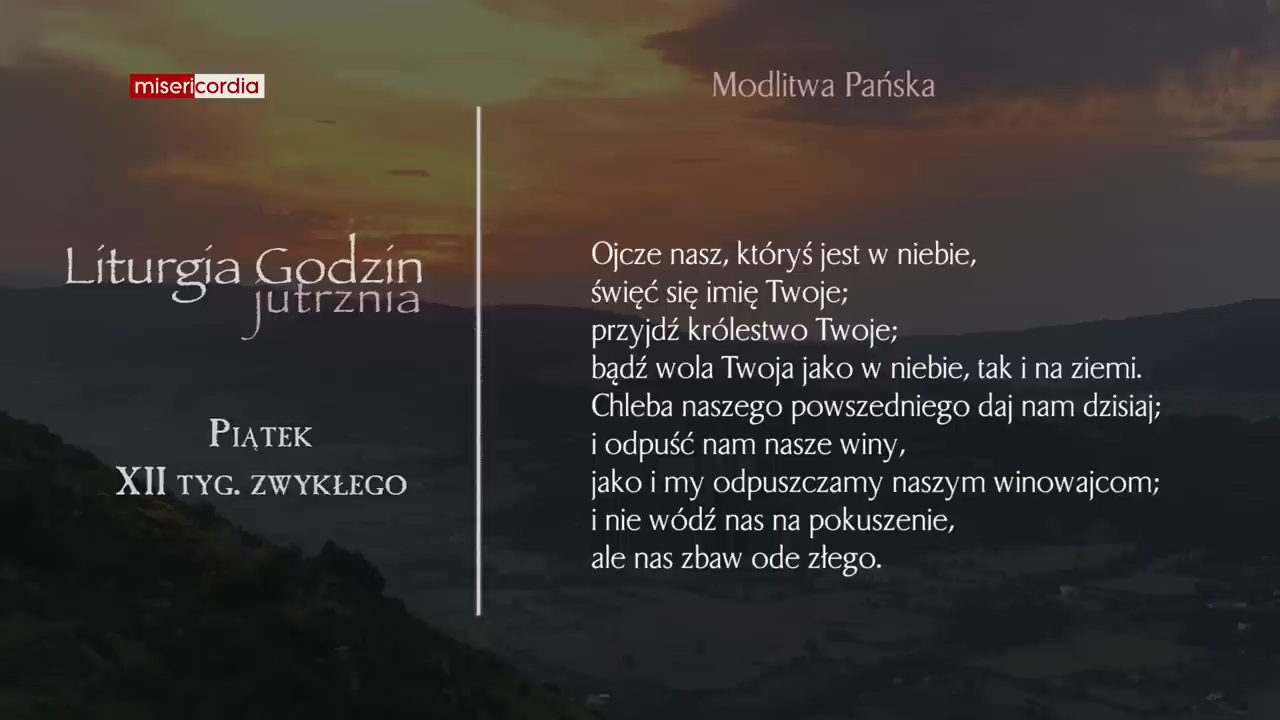 misericordia
Liturgia Godzin
jutrznia
Piątek
XII tyg. zwykłego
Modlitwa Pańska
Ojcze nasz, któryś jest w niebie,
święć się imię Twoje;
przyjdź królestwo Twoje;
bądź wola Twoja jako w niebie, tak i na ziemi.
Chleba naszego powszedniego daj nam dzisiaj;
i odpuść nam nasze winy,
jako i my odpuszczamy naszym winowajcom;
i nie wódź nas na pokuszenie,
ale nas zbaw ode złego.